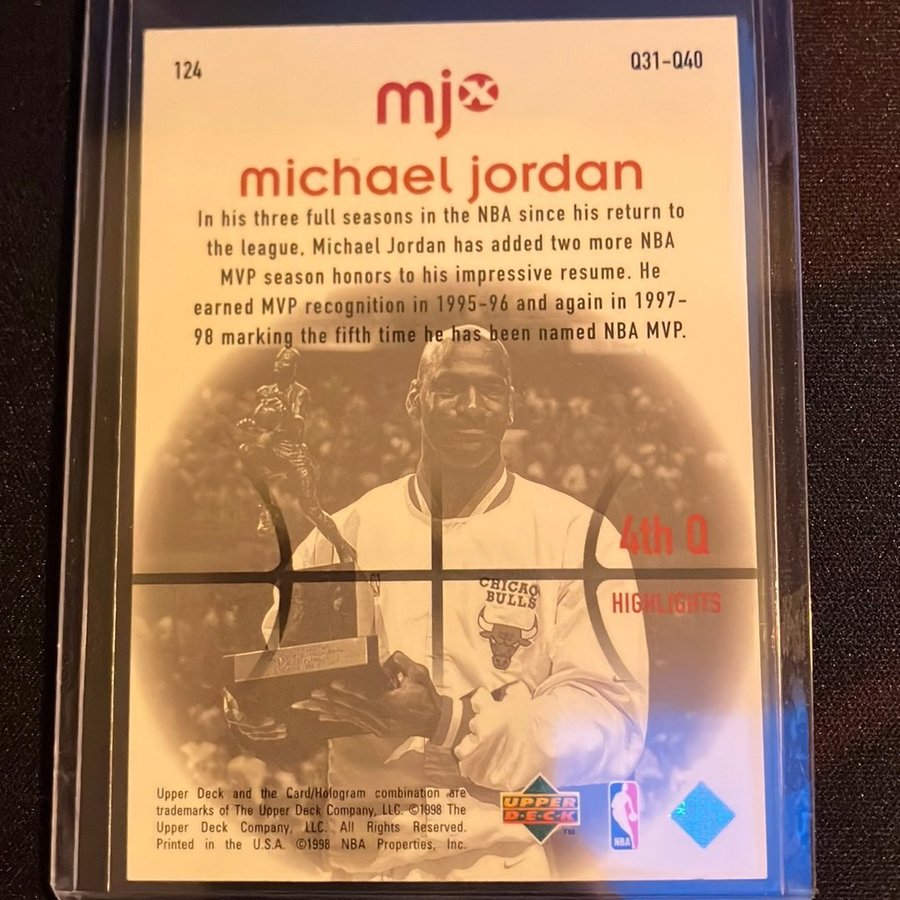 124
Q31-Q40
mjx
michael jordan
In his three full seasons in the NBA since his return to
the league, Michael Jordan has added two more NBA
MVP season honors to his impressive resume. He
earned MVP recognition in 1995-96 and again in 1997-
98 marking the fifth time he has been named NBA MVP.
4th Q
HIGHLIGHTS
CHICAGO
BULLS
Upper Deck and the Card/Hologram combination are
trademarks of The Upper Deck Company, LLC. ©1998 The
Upper Deck Company, LLC. All Rights Reserved.
Printed in the U.S.A. ©1998 NBA Properties, Inc.
UPPER
D·E·C·K
TM
NBA